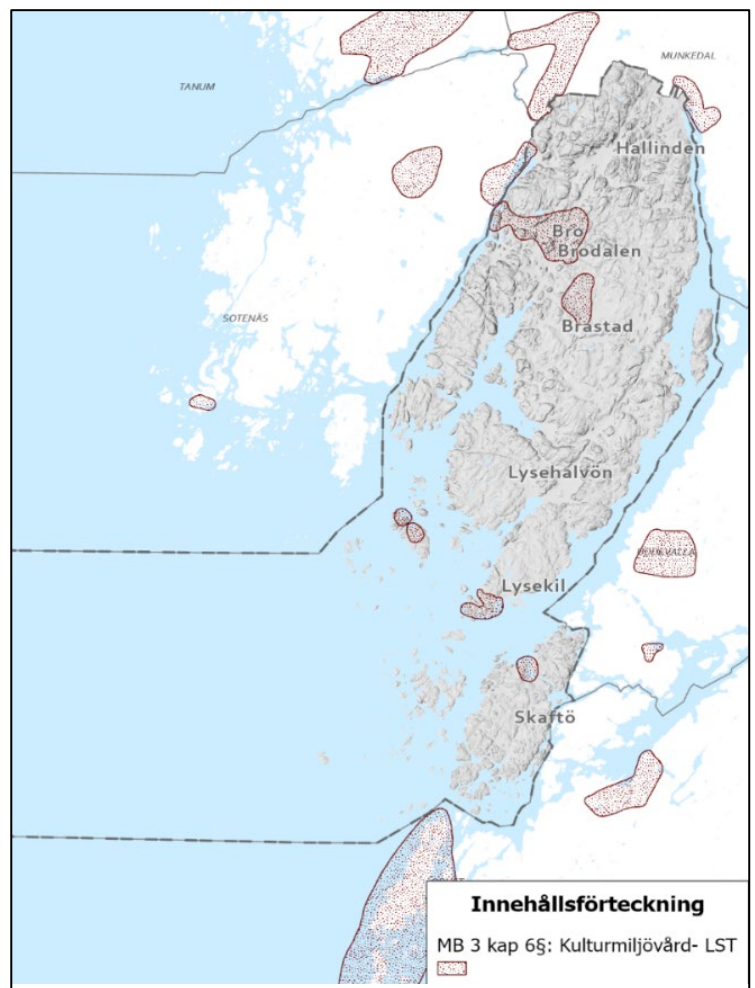 MUNKEDAL
TANUM
Hallinden
Bro
Brodalen
SOTENÄS
Brastad
Lysehalvön
UDDEVALLA
Lysekil
Skaftö
Innehållsförteckning
MB 3 kap 6§: Kulturmiljövård- LST